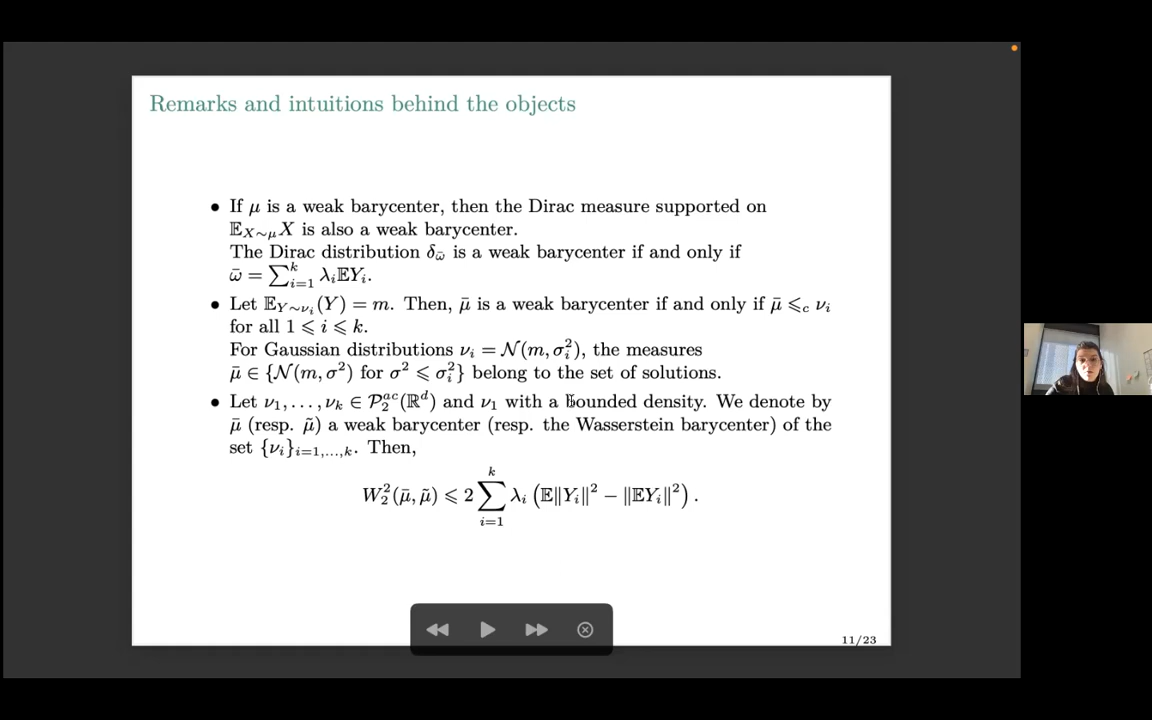 Remarks and intuitions behind the objects
• If μ is a weak barycenter, then the Dirac measure supported on
𝔼_{X∼μ}X is also a weak barycenter.
The Dirac distribution δ_{ω̄} is a weak barycenter if and only if
ω̄ = ∑_{i=1}^{k} λ_i𝔼Y_i.
• Let 𝔼_{Y∼ν_i}(Y) = m. Then, μ̄ is a weak barycenter if and only if μ̄ ⩽_c ν_i
for all 1 ⩽ i ⩽ k.
For Gaussian distributions ν_i = 𝒩(m, σ_i^2), the measures
μ̄ ∈ {𝒩(m, σ^2) for σ^2 ⩽ σ_i^2} belong to the set of solutions.
• Let ν_1, . . . , ν_k ∈ 𝒫_2^{ac}(ℝ^d) and ν_1 with a bounded density. We denote by
μ̄ (resp. μ̃) a weak barycenter (resp. the Wasserstein barycenter) of the
set {ν_i}_{i=1,...,k}. Then,
W_2^2(μ̄, μ̃) ⩽ 2 ∑_{i=1}^{k} λ_i (𝔼‖Y_i‖^2 − ‖𝔼Y_i‖^2) .
11/23